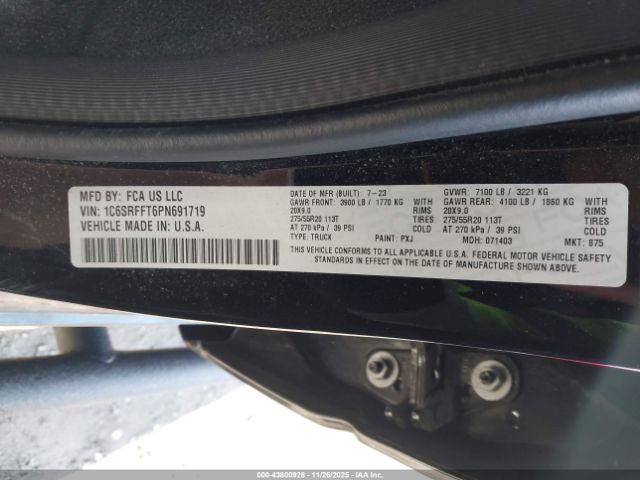 MFD BY: FCA US LLC
VIN: 1C6SRFFT6PN691719
VEHICLE MADE IN: U.S.A.
DATE OF MFR (BUILT): 7-23 GVWR: 7100 LB / 3221 KG
GAWR FRONT: 3900 LB / 1770 KG WITH GAWR REAR: 4100 LB / 1860 KG WITH
20X9.0 RIMS 20X9.0 RIMS
275/55R20 113T TIRES 275/55R20 113T TIRES
AT 270 kPa / 39 PSI COLD AT 270 kPa / 39 PSI COLD
TYPE: TRUCK PAINT: PXJ MDH: 071403 MKT: 875
THIS VEHICLE CONFORMS TO ALL APPLICABLE U.S.A. FEDERAL MOTOR VEHICLE SAFETY
STANDARDS IN EFFECT ON THE DATE OF MANUFACTURE SHOWN ABOVE.
000-43800928 - 11/26/2025 - IAAI.com